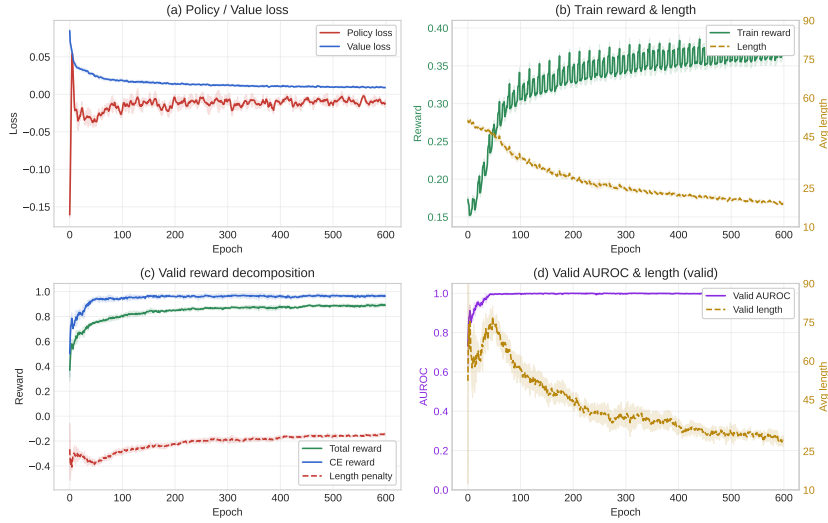 (a) Policy / Value loss
Policy loss
Value loss
0.05
0.00
−0.05
−0.10
−0.15
Loss
0 100 200 300 400 500 600
Epoch
(b) Train reward & length
Train reward
Length
0.40
0.35
0.30
0.25
0.20
0.15
Reward
90
75
60
45
25
10
Avg length
0 100 200 300 400 500 600
Epoch
(c) Valid reward decomposition
1.0
0.8
0.6
0.4
0.2
0.0
−0.2
−0.4
Reward
Total reward
CE reward
Length penalty
0 100 200 300 400 500 600
Epoch
(d) Valid AUROC & length (valid)
Valid AUROC
Valid length
1.0
0.8
0.6
0.4
0.2
0.0
AUROC
90
75
60
45
25
10
Avg length
0 100 200 300 400 500 600
Epoch